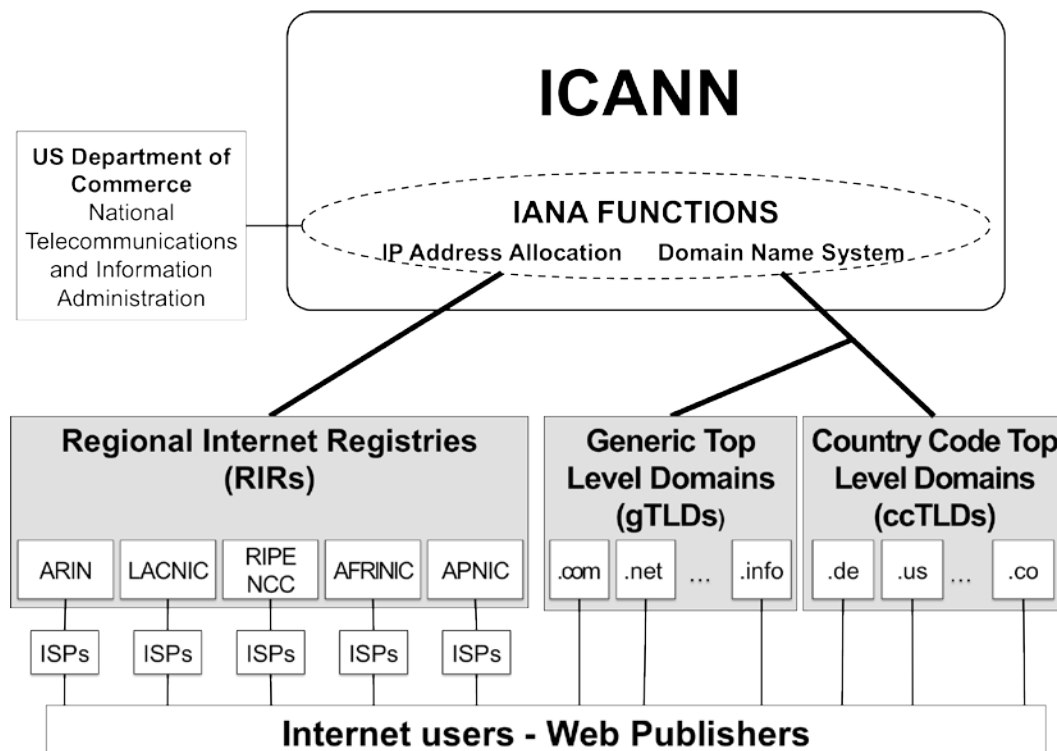 ICANN
US Department of
Commerce
National
Telecommunications
and Information
Administration
IANA FUNCTIONS
IP Address Allocation
Domain Name System
Regional Internet Registries
(RIRs)
Generic Top
Level Domains
(gTLDs)
Country Code Top
Level Domains
(ccTLDs)
ARIN
LACNIC
RIPE
NCC
AFRINIC
APNIC
.com
.net
...
.info
.de
.us
...
.co
ISPs
ISPs
ISPs
ISPs
ISPs
Internet users - Web Publishers